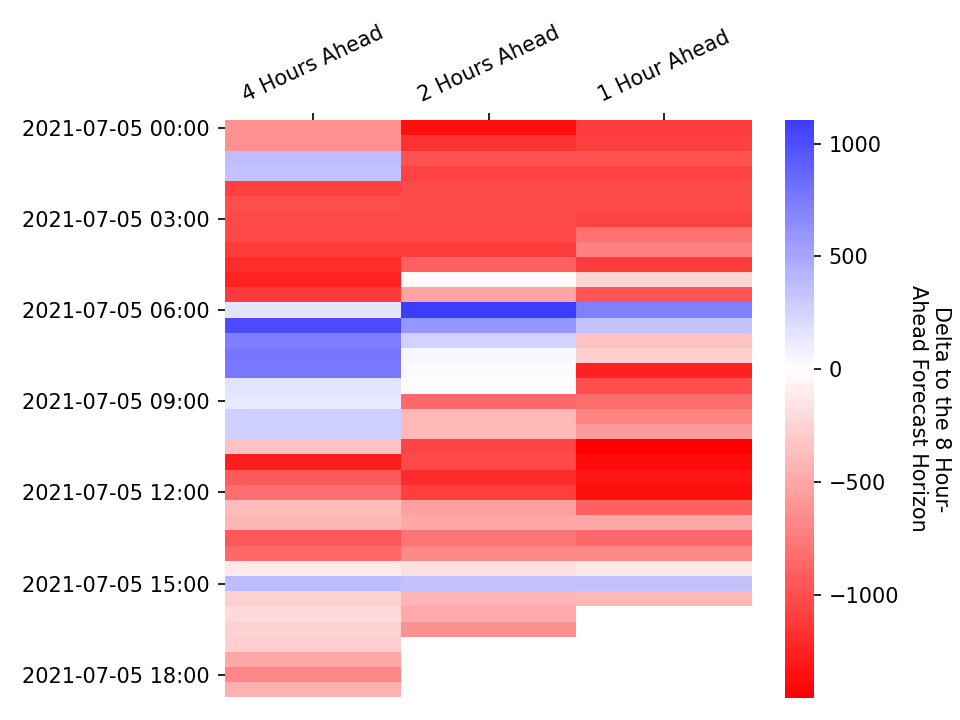 4 Hours Ahead
2 Hours Ahead
1 Hour Ahead
2021-07-05 00:00
2021-07-05 03:00
2021-07-05 06:00
2021-07-05 09:00
2021-07-05 12:00
2021-07-05 15:00
2021-07-05 18:00
1000
500
0
−500
−1000
Delta to the 8 Hour-
Ahead Forecast Horizon